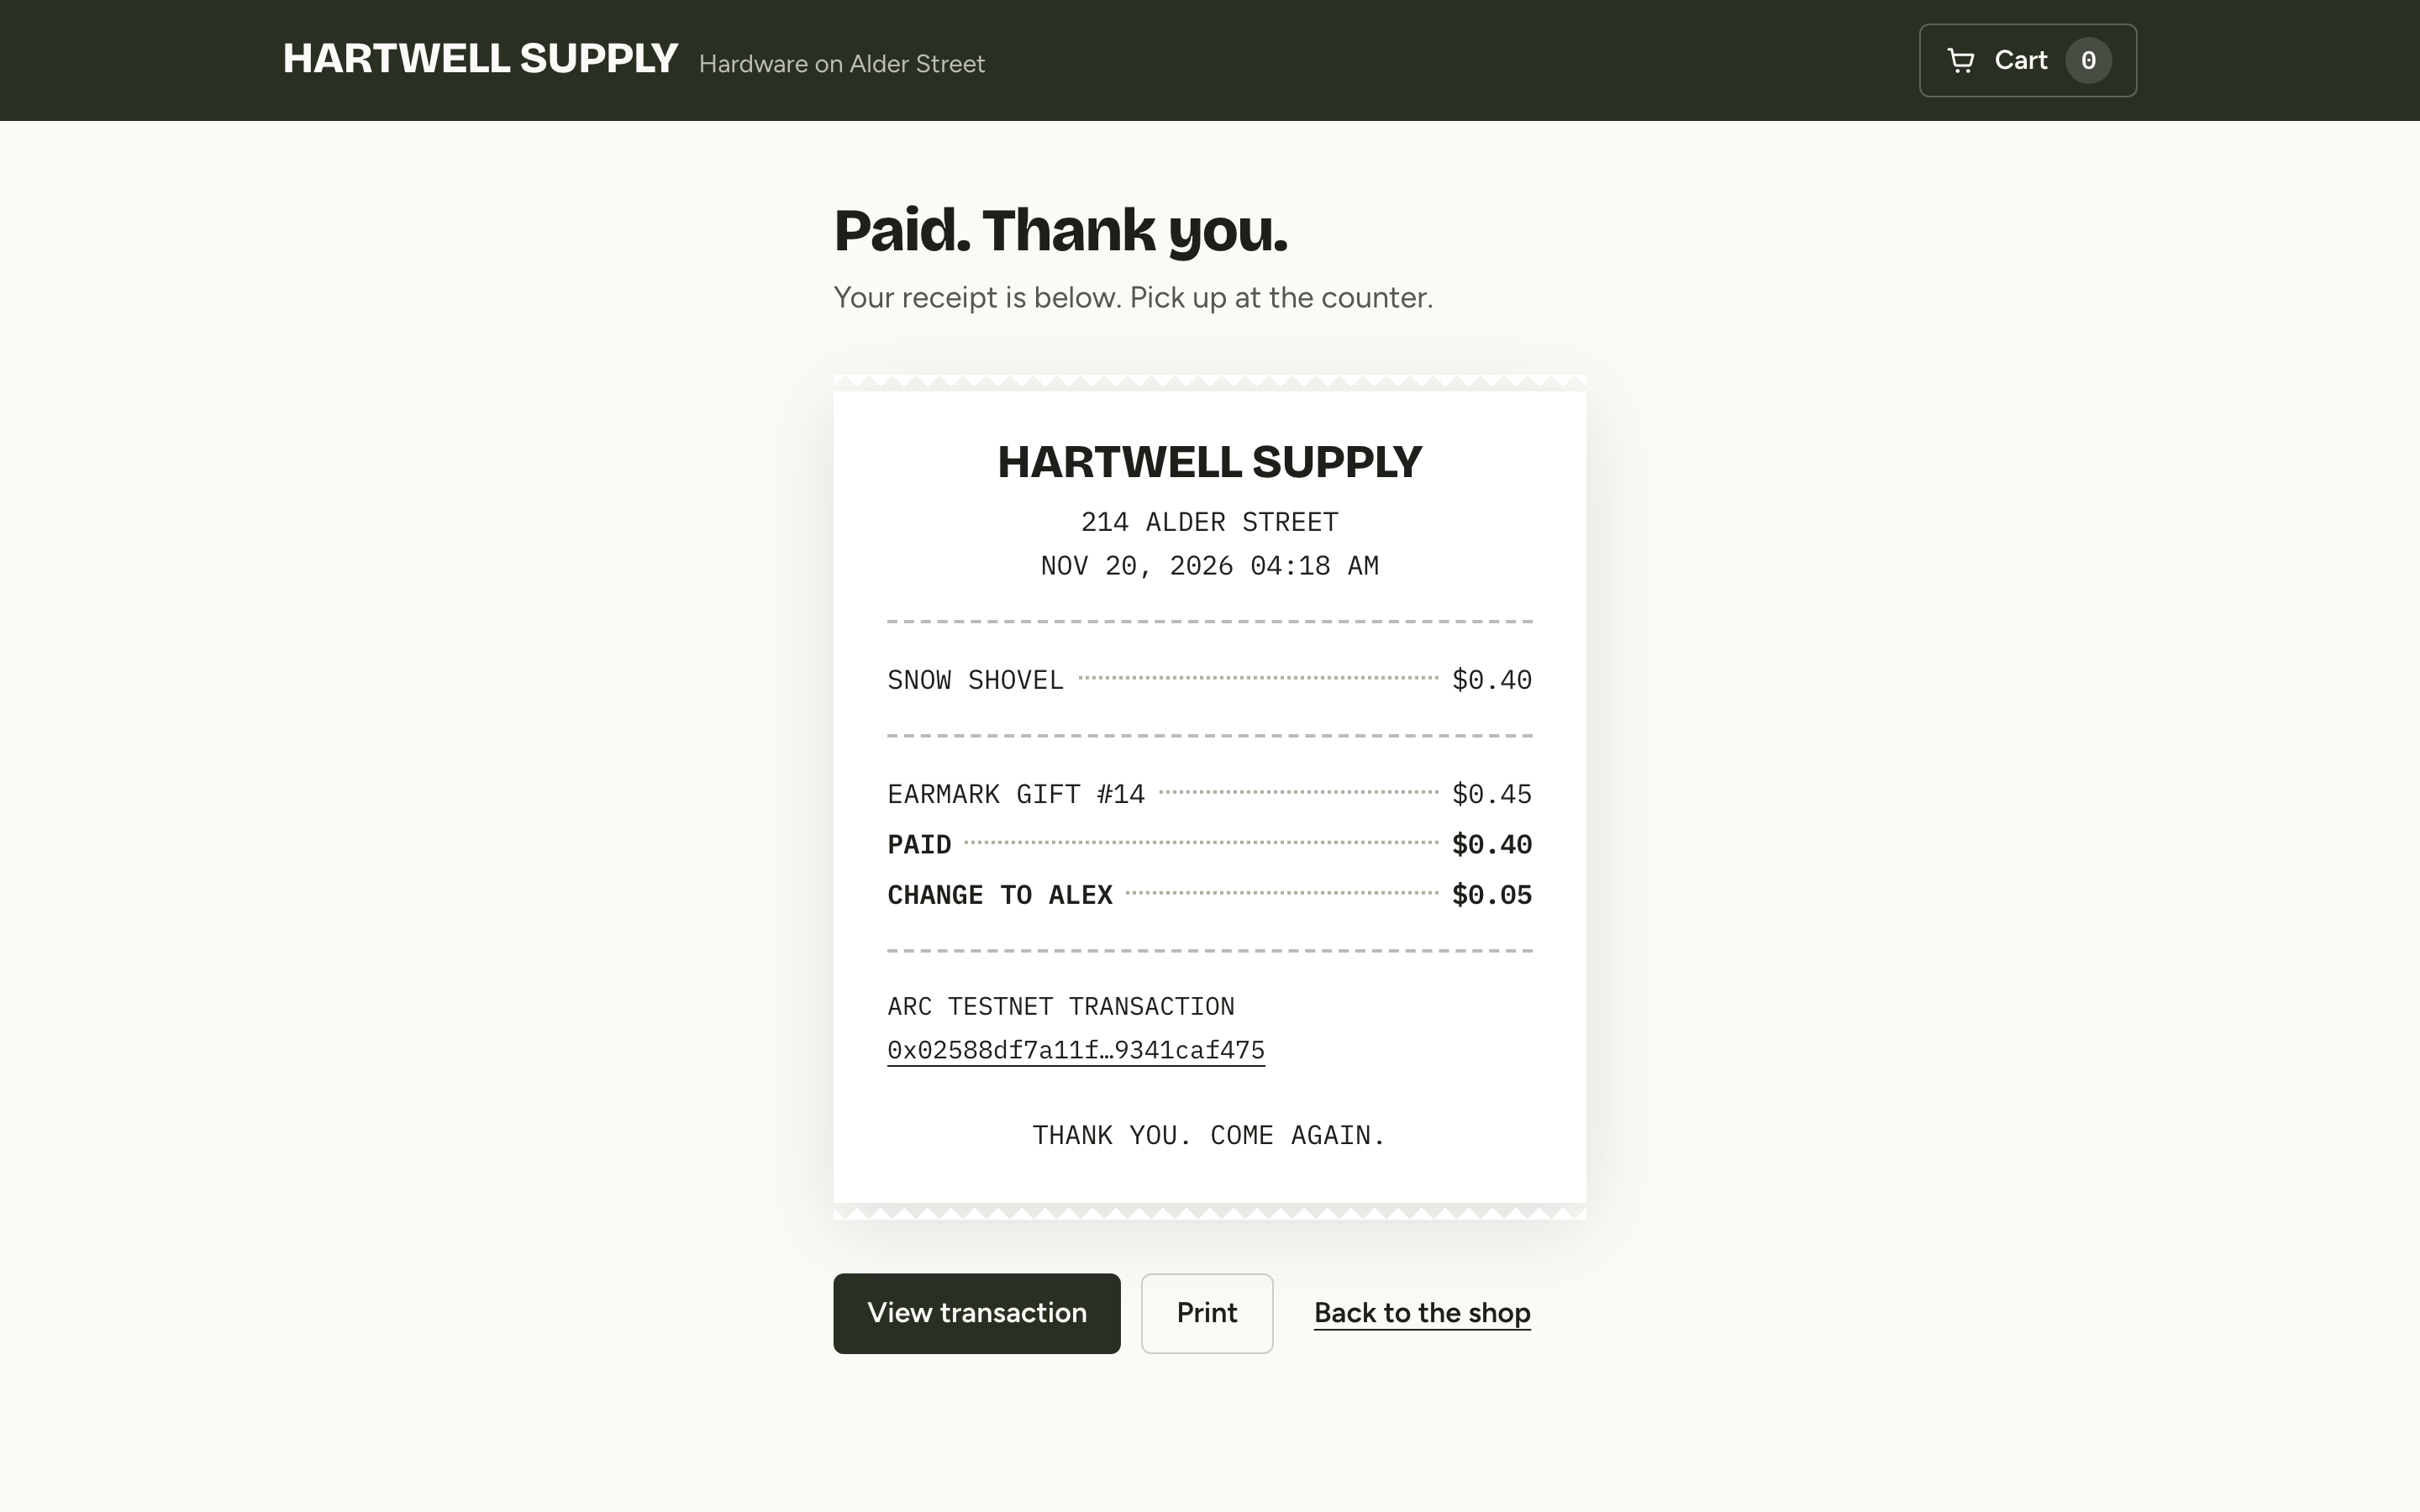 HARTWELL SUPPLY Hardware on Alder Street Cart 0
Paid. Thank you.
Your receipt is below. Pick up at the counter.
HARTWELL SUPPLY
214 ALDER STREET
NOV 20, 2026 04:18 AM
SNOW SHOVEL $0.40
EARMARK GIFT #14 $0.45
PAID $0.40
CHANGE TO ALEX $0.05
ARC TESTNET TRANSACTION
0x02588df7a11f…9341caf475
THANK YOU. COME AGAIN.
View transaction Print Back to the shop